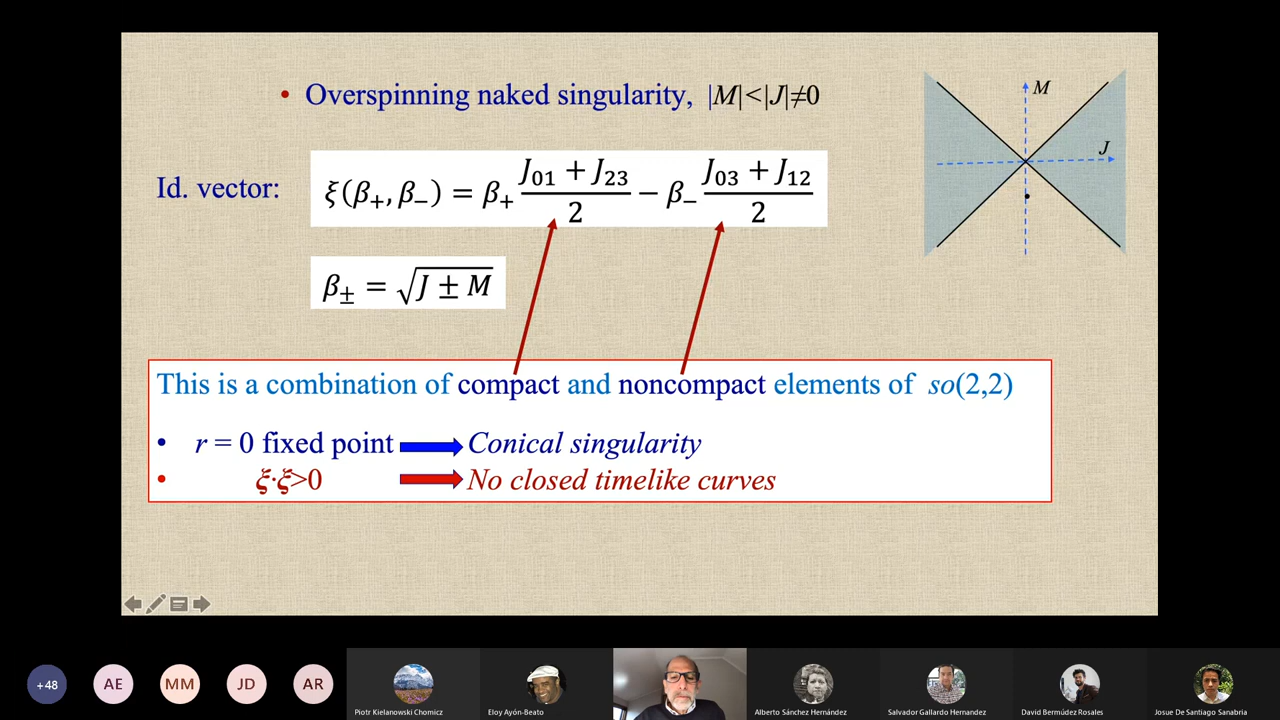 • Overspinning naked singularity, |M|<|J|≠0
M
J
Id. vector: ξ(β₊, β₋) = β₊ (J₀₁ + J₂₃)/2 − β₋ (J₀₃ + J₁₂)/2
β± = √(J ± M)
This is a combination of compact and noncompact elements of so(2,2)
• r = 0 fixed point Conical singularity
• ξ·ξ>0 No closed timelike curves
+48 AE MM JD AR
Piotr Kielanowski Chomicz
Eloy Ayón-Beato
Alberto Sánchez Hernández
Salvador Gallardo Hernandez
David Bermúdez Rosales
Josue De Santiago Sanabria